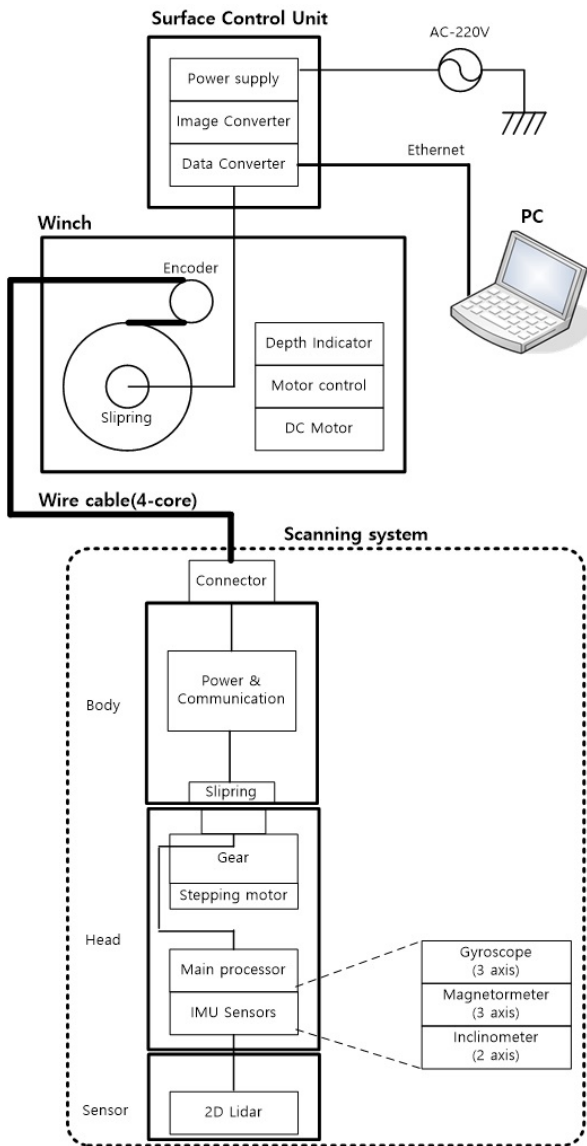 Surface Control Unit
AC-220V
Power supply
Image Converter
Data Converter
Ethernet
PC
Winch
Encoder
Slipring
Depth Indicator
Motor control
DC Motor
Wire cable(4-core)
Scanning system
Connector
Body
Power &
Communication
Slipring
Gear
Stepping motor
Head
Main processor
IMU Sensors
Gyroscope
(3 axis)
Magnetormeter
(3 axis)
Inclinometer
(2 axis)
Sensor
2D Lidar